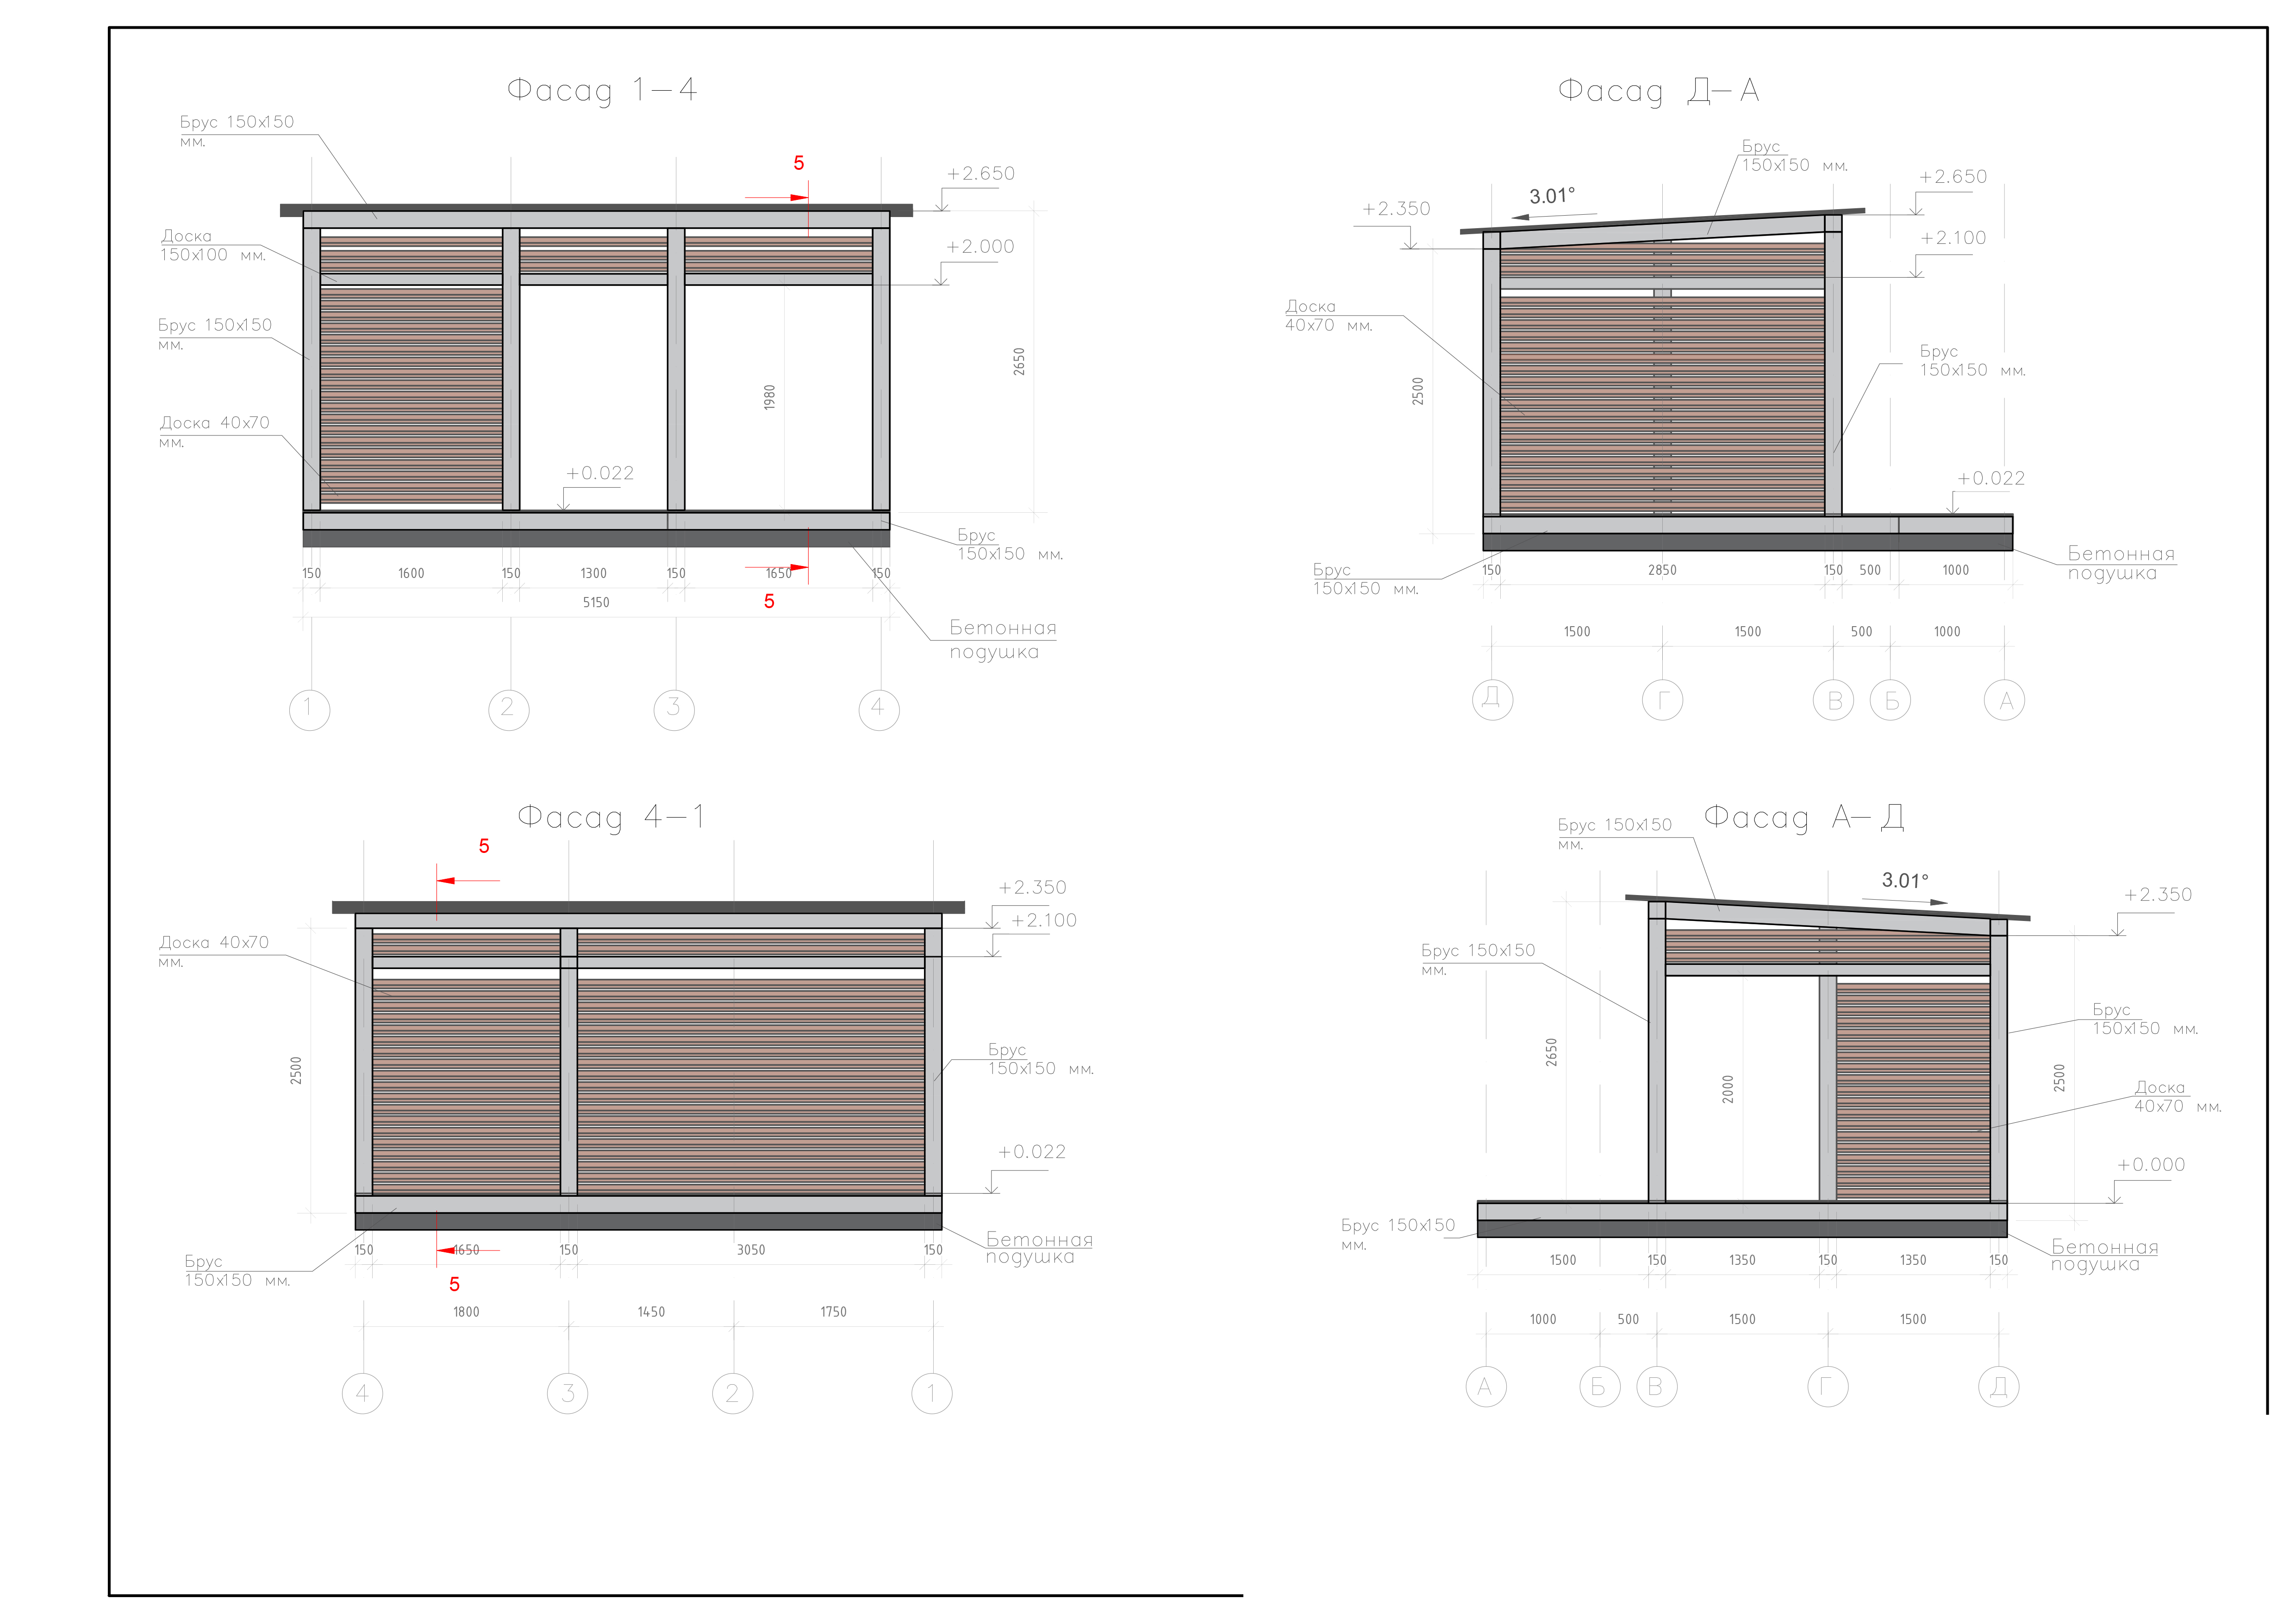 Фасад 1-4
Брус 150х150
мм.
5
+2.650
Доска
150х100 мм.
+2.000
Брус 150х150
мм.
2650
1980
Доска 40х70
мм.
+0.022
Брус
150х150 мм.
150 1600 150 1300 150 1650 150
5150
5
Бетонная
подушка
1 2 3 4
Фасад Д-А
Брус
150х150 мм.
3.01°
+2.650
+2.350
+2.100
Доска
40х70 мм.
Брус
150х150 мм.
2500
+0.022
Бетонная
подушка
Брус
150х150 мм.
150 2850 150 500 1000
1500 1500 500 1000
Д Г В Б А
Фасад 4-1
5
+2.350
+2.100
Доска 40х70
мм.
Брус
150х150 мм.
2500
+0.022
Бетонная
подушка
Брус
150х150 мм.
150 1650 150 3050 150
5
1800 1450 1750
4 3 2 1
Фасад А-Д
Брус 150х150
мм.
3.01°
+2.350
Брус 150х150
мм.
Брус
150х150 мм.
2650
2000
2500
Доска
40х70 мм.
+0.000
Брус 150х150
мм.
Бетонная
подушка
1500 150 1350 150 1350 150
1000 500 1500 1500
А Б В Г Д